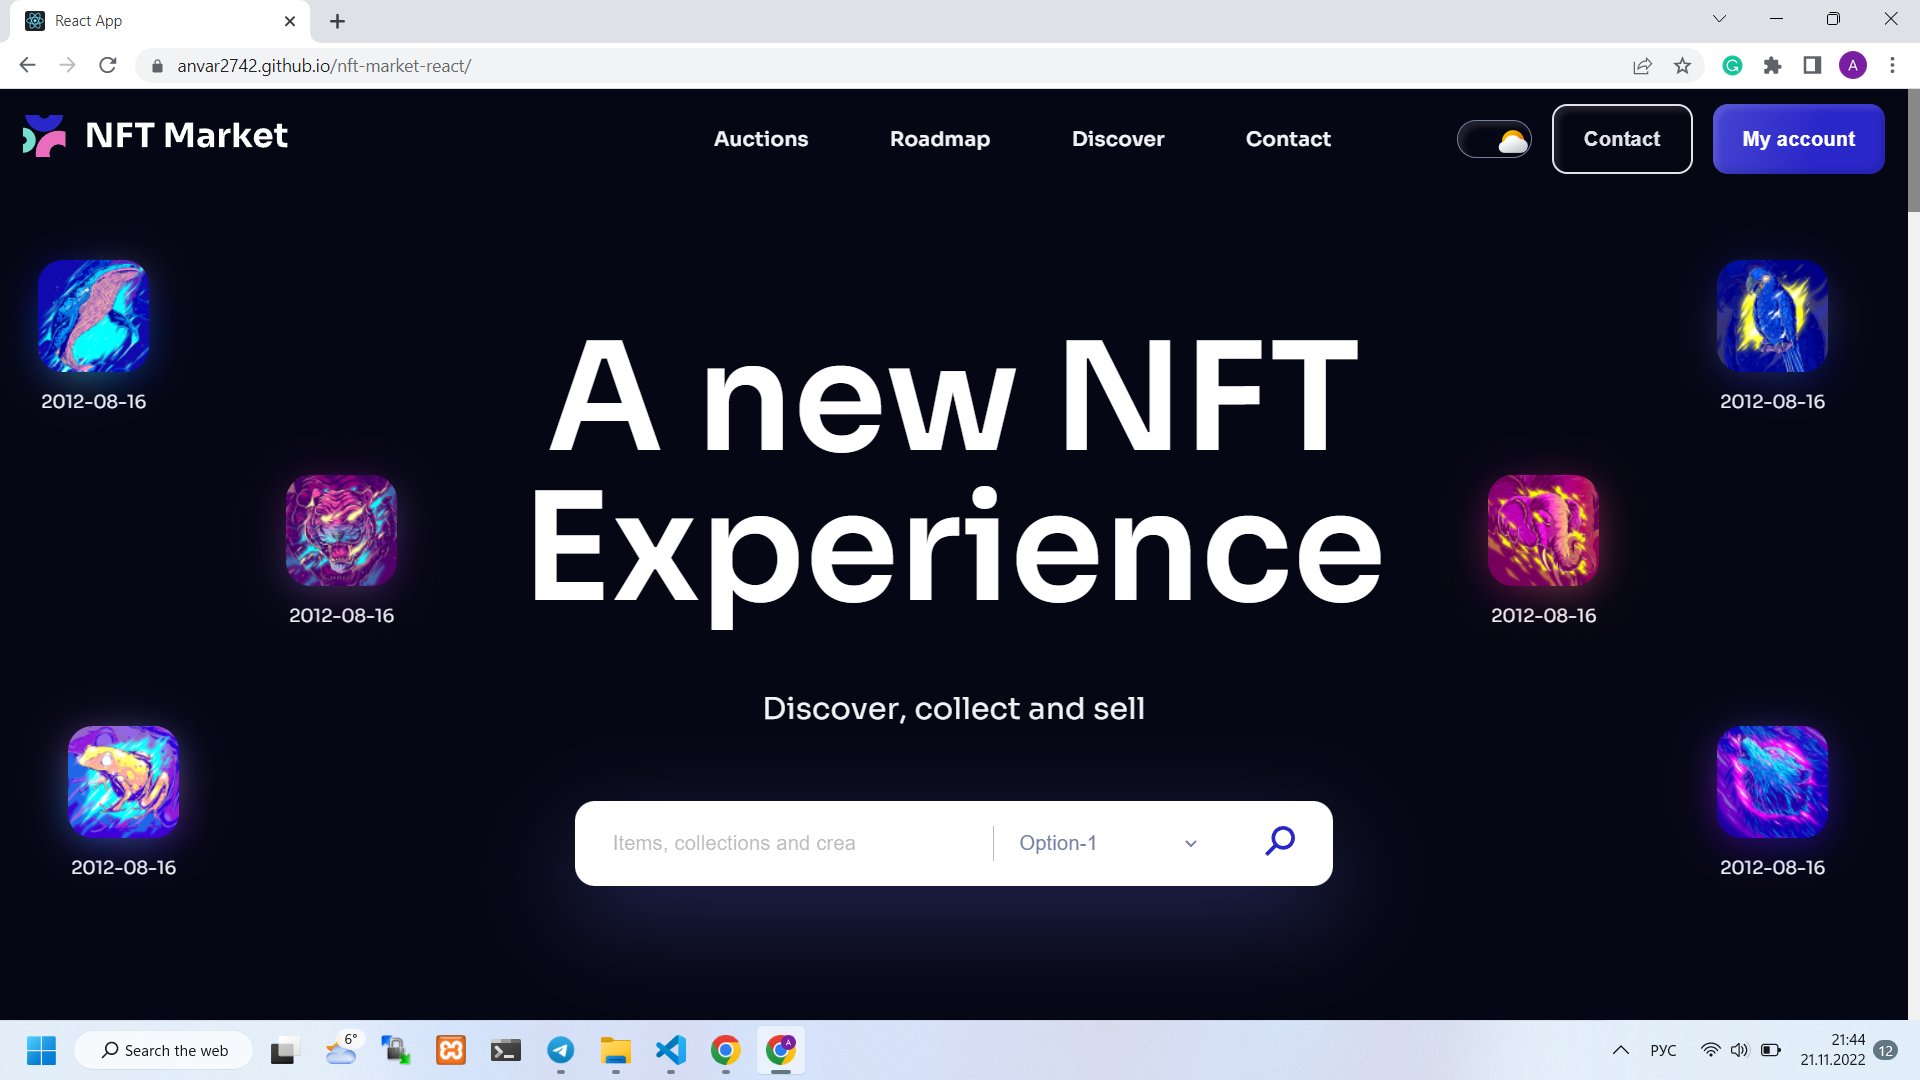 React App
anvar2742.github.io/nft-market-react/
A
NFT Market
Auctions
Roadmap
Discover
Contact
Contact
My account
2012-08-16
2012-08-16
A new NFT
Experience
2012-08-16
2012-08-16
Discover, collect and sell
Items, collections and crea
Option-1
2012-08-16
2012-08-16
Search the web
6°
A
РУС
21:44
21.11.2022
12